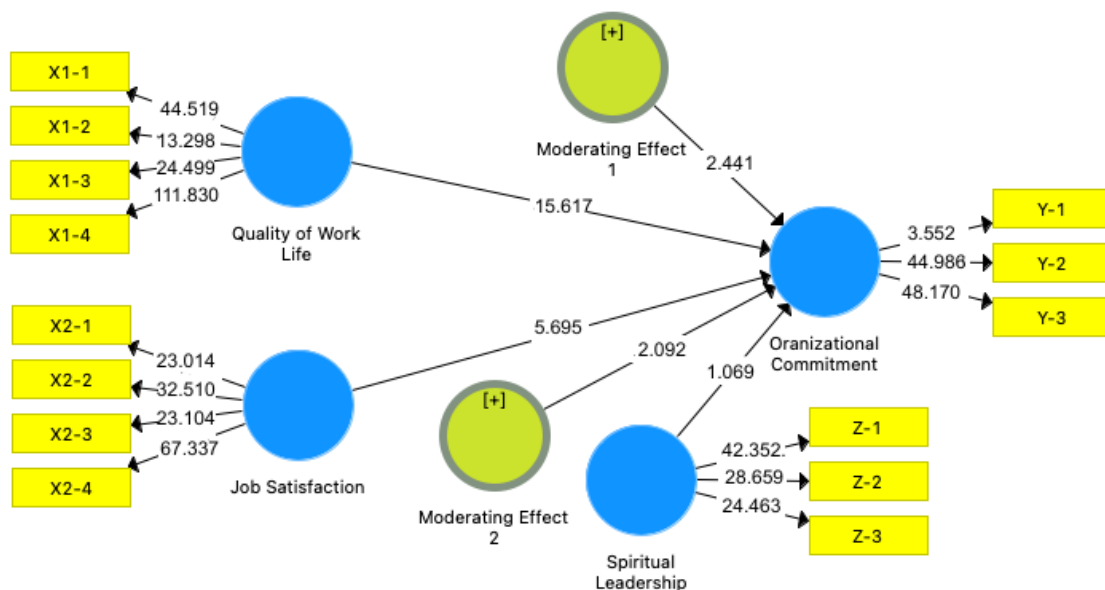 [+]
X1-1
X1-2
X1-3
X1-4
44.519
13.298
24.499
111.830
Quality of Work
Life
Moderating Effect
1
2.441
15.617
Y-1
Y-2
Y-3
3.552
44.986
48.170
Oranizational
Commitment
X2-1
X2-2
X2-3
X2-4
23.014
32.510
23.104
67.337
Job Satisfaction
5.695
2.092
1.069
[+]
Moderating Effect
2
Z-1
Z-2
Z-3
42.352
28.659
24.463
Spiritual
Leadership